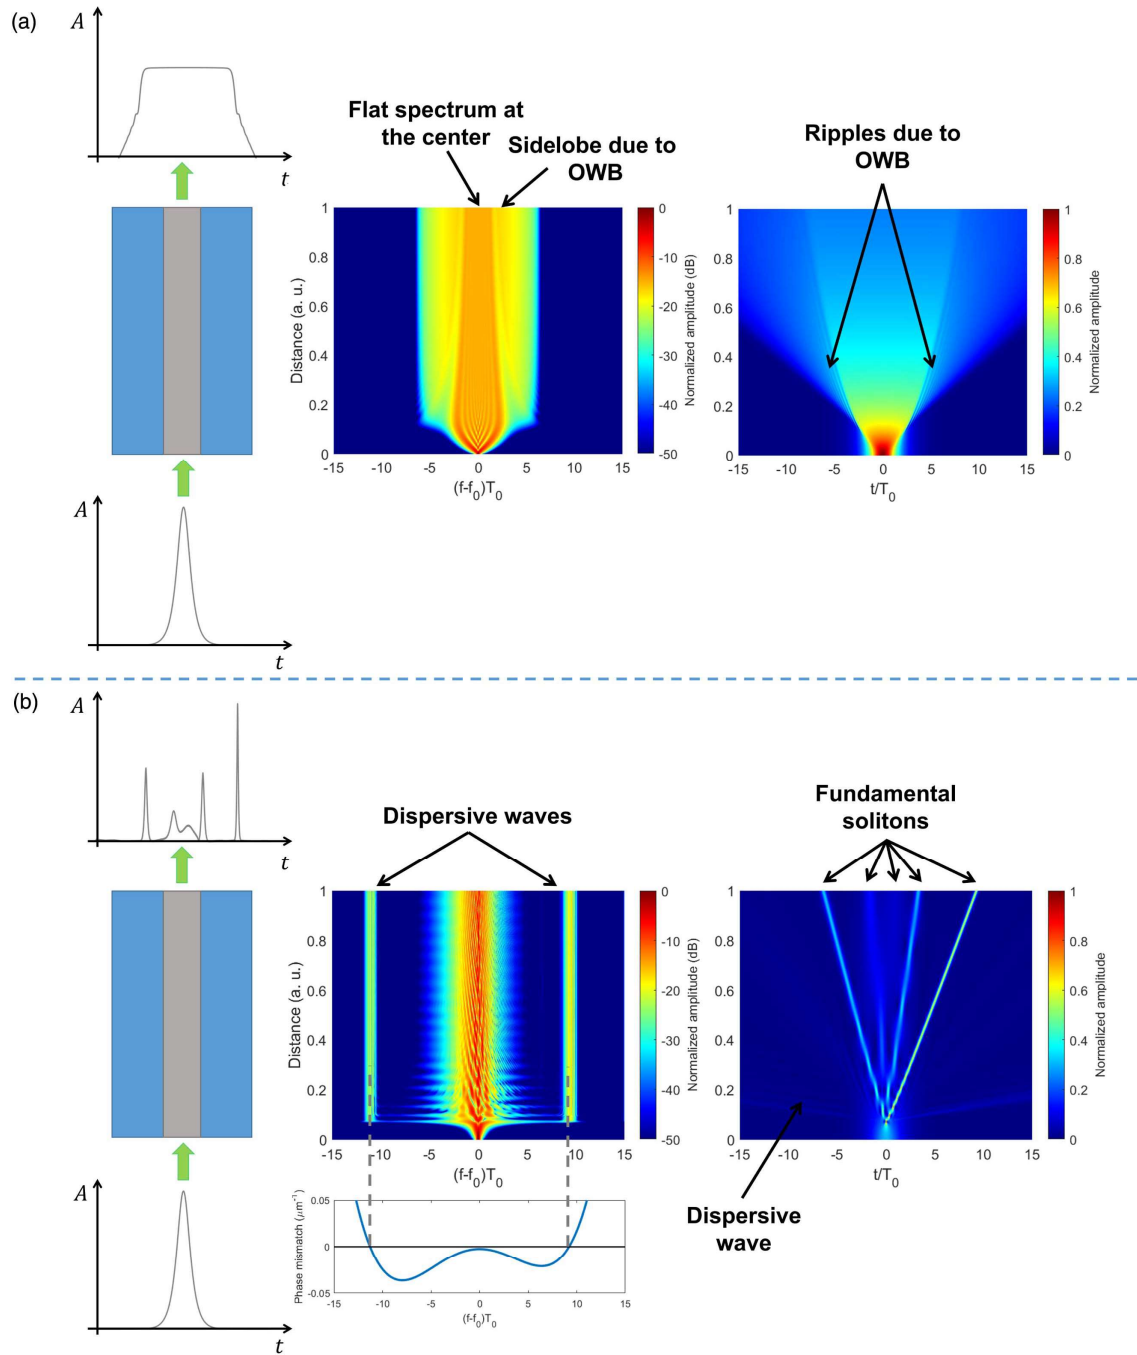 (a)
A
t
Flat spectrum at
the center
Sidelobe due to
OWB
Ripples due to
OWB
Distance (a. u.)
1
0.8
0.6
0.4
0.2
0
-15 -10 -5 0 5 10 15
(f-f0)T0
0
-10
-20
-30
-40
-50
Normalized amplitude (dB)
1
0.8
0.6
0.4
0.2
0
-15 -10 -5 0 5 10 15
t/T0
1
0.8
0.6
0.4
0.2
0
Normalized amplitude
A
t
(b)
A
t
Dispersive waves
Fundamental
solitons
Distance (a. u.)
1
0.8
0.6
0.4
0.2
0
-15 -10 -5 0 5 10 15
(f-f0)T0
0
-10
-20
-30
-40
-50
Normalized amplitude (dB)
1
0.8
0.6
0.4
0.2
0
-15 -10 -5 0 5 10 15
t/T0
1
0.8
0.6
0.4
0.2
0
Normalized amplitude
Dispersive
wave
A
t
Phase mismatch (μm⁻¹)
0.05
0
-0.05
-15 -10 -5 0 5 10 15
(f-f0)T0